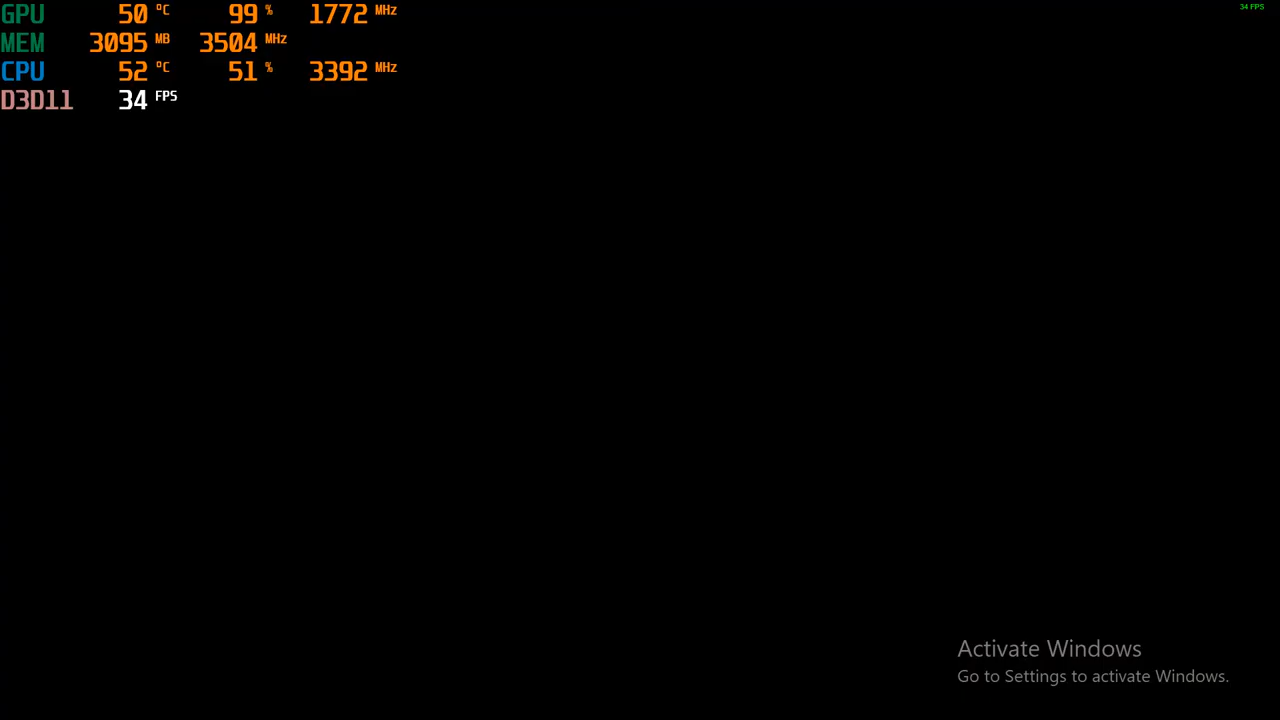 GPU 50 °C 99 % 1772 MHz
MEM 3095 MB 3504 MHz
CPU 52 °C 51 % 3392 MHz
D3D11 34 FPS
34 FPS
Activate Windows
Go to Settings to activate Windows.